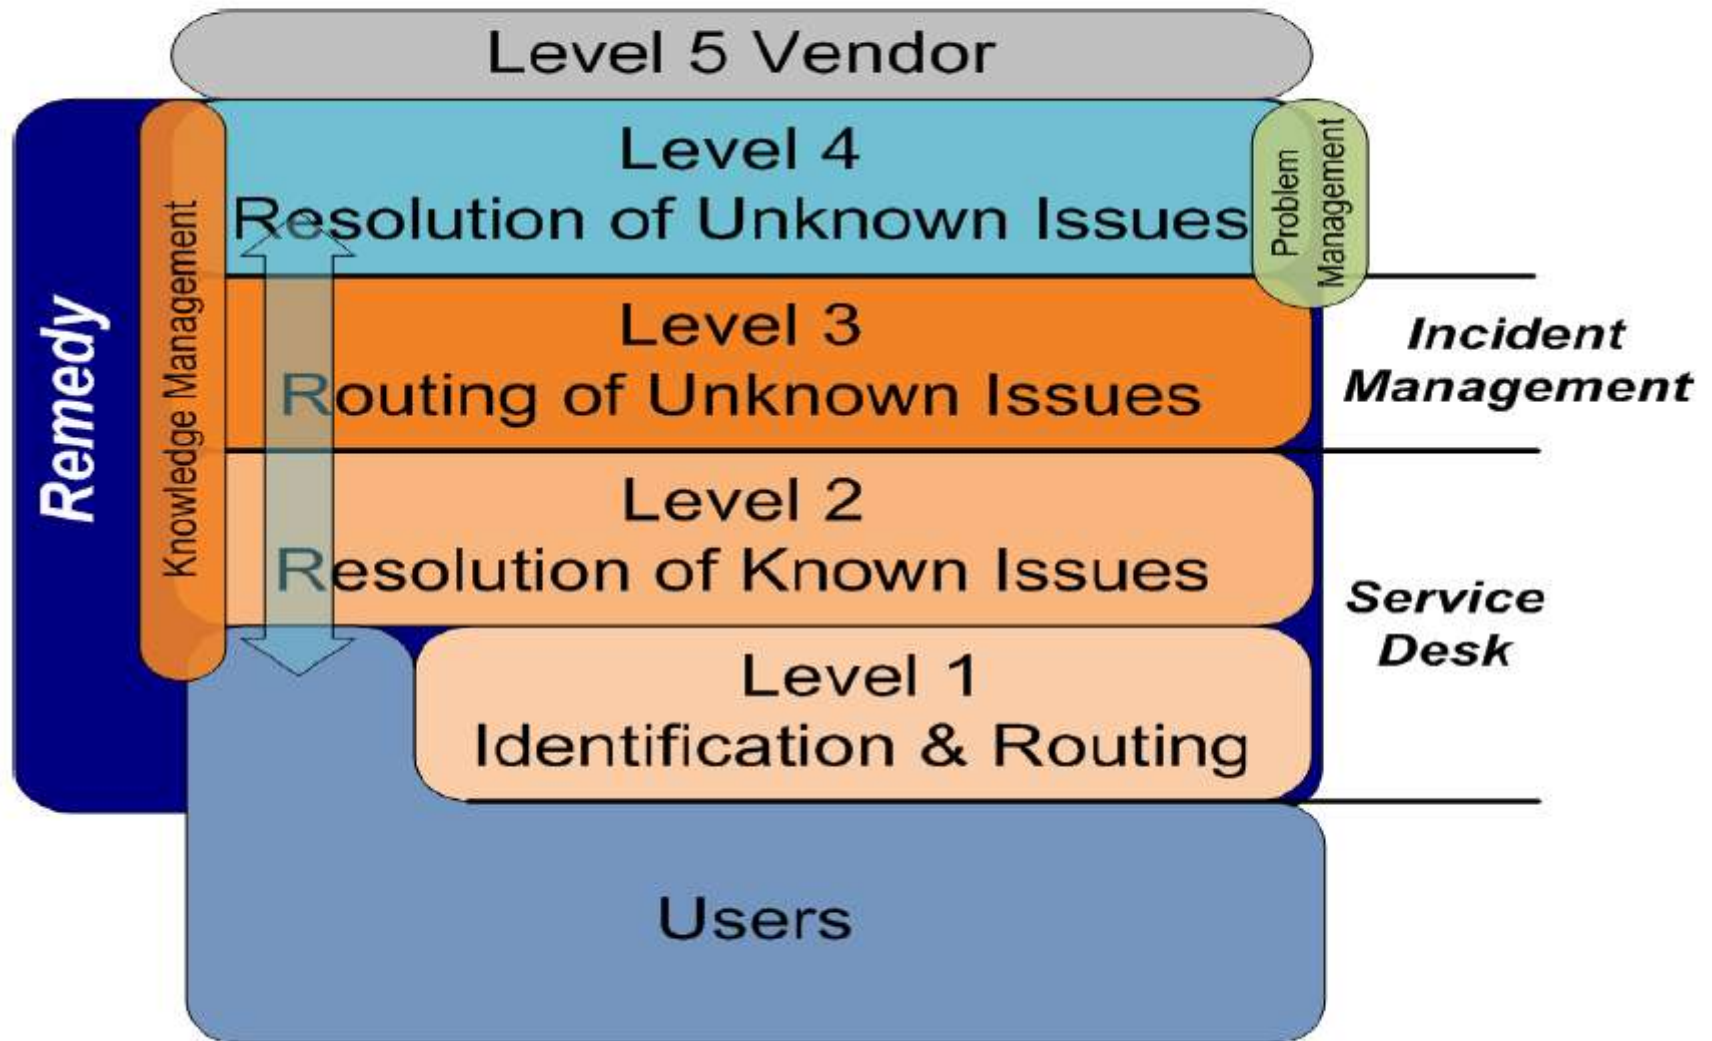 Level 5 Vendor
Level 4
Resolution of Unknown Issues
Problem
Management
Remedy
Knowledge Management
Level 3
Routing of Unknown Issues
Incident
Management
Level 2
Resolution of Known Issues
Service
Desk
Level 1
Identification & Routing
Users